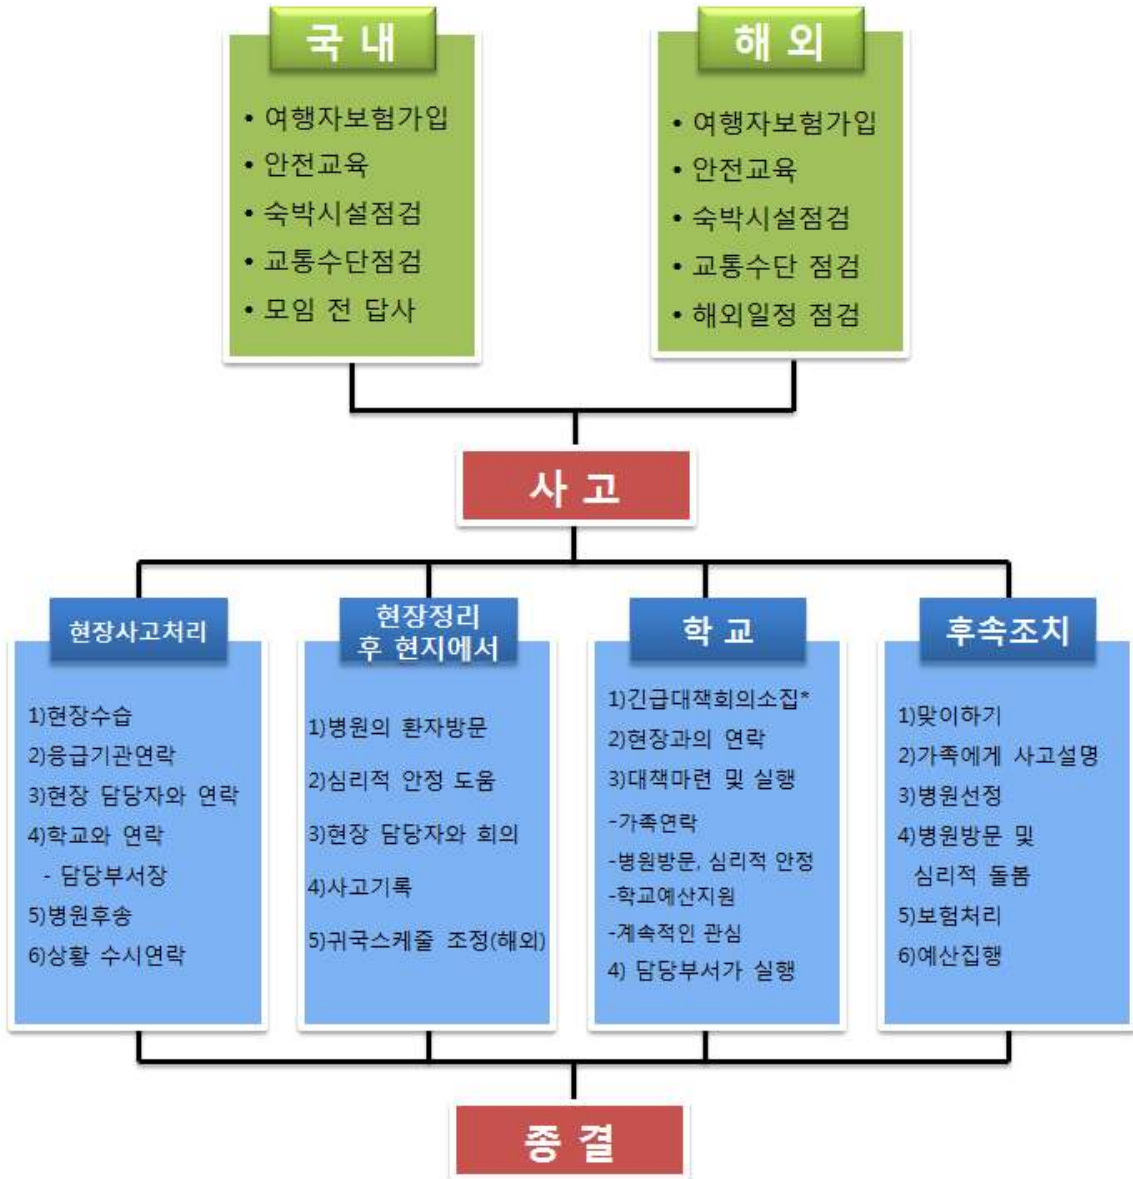 국 내
• 여행자보험가입
• 안전교육
• 숙박시설점검
• 교통수단점검
• 모임 전 답사
해 외
• 여행자보험가입
• 안전교육
• 숙박시설점검
• 교통수단 점검
• 해외일정 점검
사 고
현장사고처리
1)현장수습
2)응급기관연락
3)현장 담당자와 연락
4)학교와 연락
- 담당부서장
5)병원후송
6)상황 수시연락
현장정리
후 현지에서
1)병원의 환자방문
2)심리적 안정 도움
3)현장 담당자와 회의
4)사고기록
5)귀국스케줄 조정(해외)
학 교
1)긴급대책회의소집*
2)현장과의 연락
3)대책마련 및 실행
-가족연락
-병원방문, 심리적 안정
-학교예산지원
-계속적인 관심
4) 담당부서가 실행
후속조치
1)맞이하기
2)가족에게 사고설명
3)병원선정
4)병원방문 및
심리적 돌봄
5)보험처리
6)예산집행
종 결